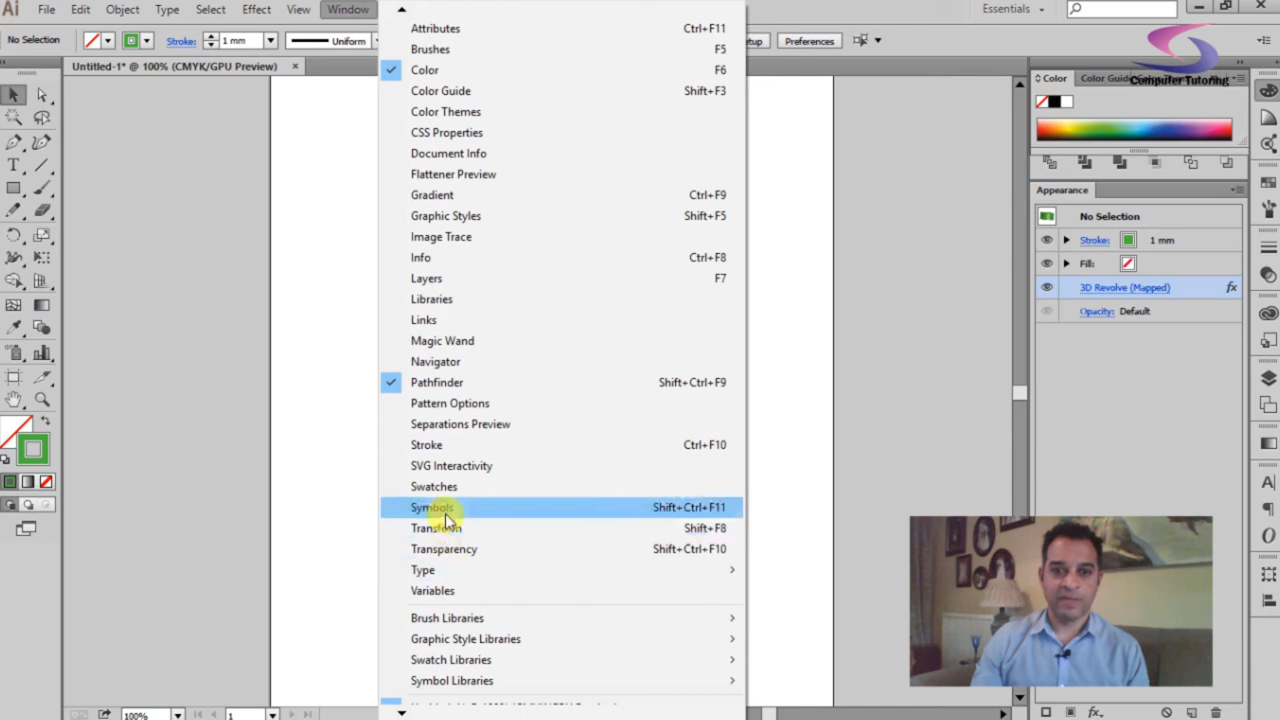 Ai File Edit Object Type Select Effect View Window Essentials
No Selection Stroke: 1 mm Uniform Preferences
Untitled-1* @ 100% (CMYK/GPU Preview) ×
Attributes Ctrl+F11
Brushes F5
Color F6
Color Guide Shift+F3
Color Themes
CSS Properties
Document Info
Flattener Preview
Gradient Ctrl+F9
Graphic Styles Shift+F5
Image Trace
Info Ctrl+F8
Layers F7
Libraries
Links
Magic Wand
Navigator
Pathfinder Shift+Ctrl+F9
Pattern Options
Separations Preview
Stroke Ctrl+F10
SVG Interactivity
Swatches
Symbols Shift+Ctrl+F11
Transform Shift+F8
Transparency Shift+Ctrl+F10
Type
Variables
Brush Libraries
Graphic Style Libraries
Swatch Libraries
Symbol Libraries
100% 1
Computer Tutoring
Color Color Guide
Appearance
No Selection
Stroke: 1 mm
Fill:
3D Revolve (Mapped) fx
Opacity: Default
fx